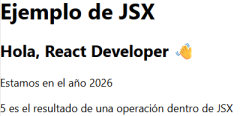 Ejemplo de JSX
Hola, React Developer 👋
Estamos en el año 2026
5 es el resultado de una operación dentro de JSX